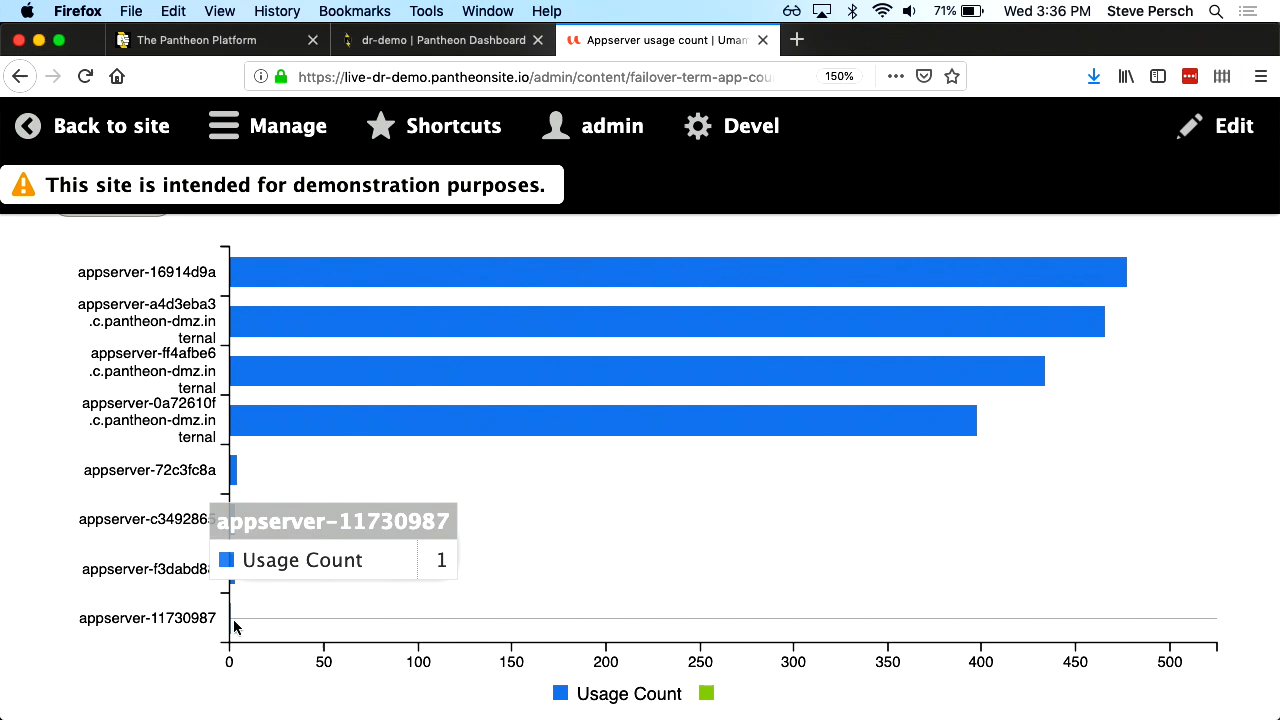 Firefox File Edit View History Bookmarks Tools Window Help 71% Wed 3:36 PM Steve Persch
The Pantheon Platform dr-demo | Pantheon Dashboard Appserver usage count | Umam
https://live-dr-demo.pantheonsite.io/admin/content/failover-term-app-cou 150%
Back to site Manage Shortcuts admin Devel Edit
This site is intended for demonstration purposes.
appserver-16914d9a
appserver-a4d3eba3
.c.pantheon-dmz.in
ternal
appserver-ff4afbe6
.c.pantheon-dmz.in
ternal
appserver-0a72610f
.c.pantheon-dmz.in
ternal
appserver-72c3fc8a
appserver-c3492865
appserver-11730987
Usage Count 1
appserver-f3dabd8
appserver-11730987
0 50 100 150 200 250 300 350 400 450 500
Usage Count